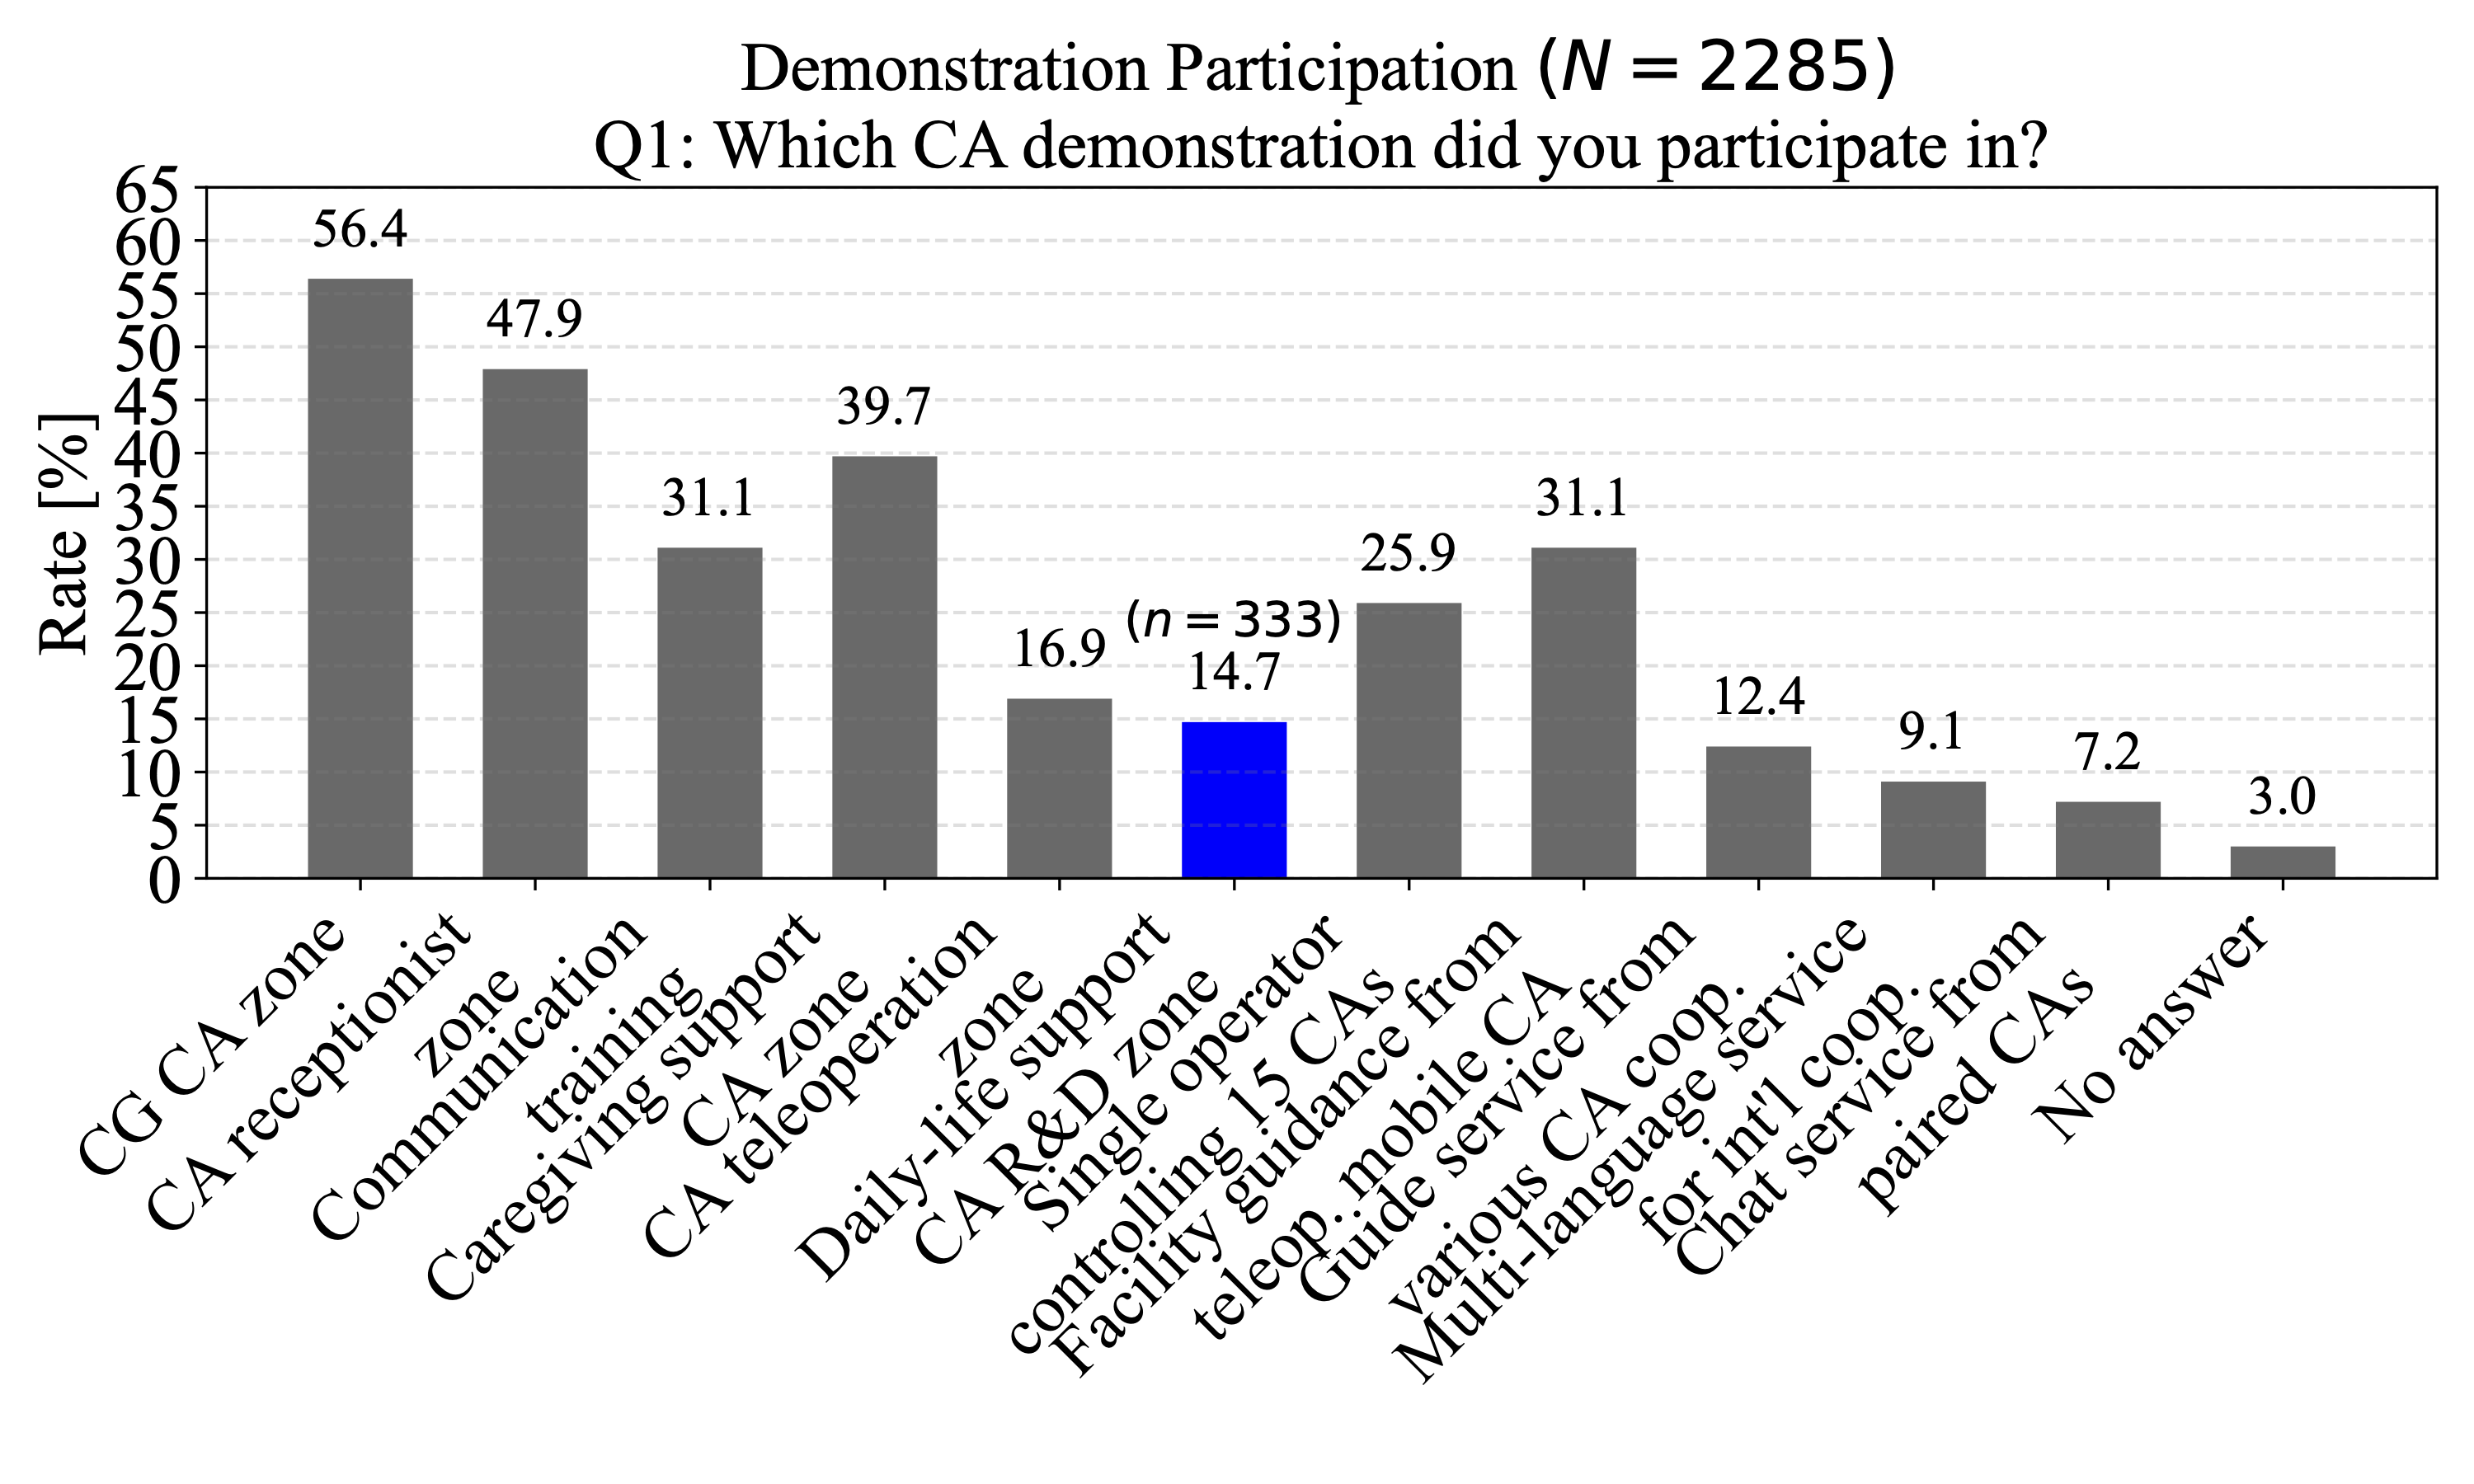 Demonstration Participation (N = 2285)
Q1: Which CA demonstration did you participate in?
Rate [%]
65
60
55
50
45
40
35
30
25
20
15
10
5
0
56.4
47.9
31.1
39.7
16.9
(n = 333)
14.7
25.9
31.1
12.4
9.1
7.2
3.0
CG CA zone
CA receptionist
zone
Communication
training
Caregiving support
CA zone
CA teleoperation
zone
Daily-life support
CA R&D zone
Single operator
controlling 15 CAs
Facility guidance from
teleop. mobile CA
Guide service from
various CA coop.
Multi-language service
for int'l coop.
Chat service from
paired CAs
No answer